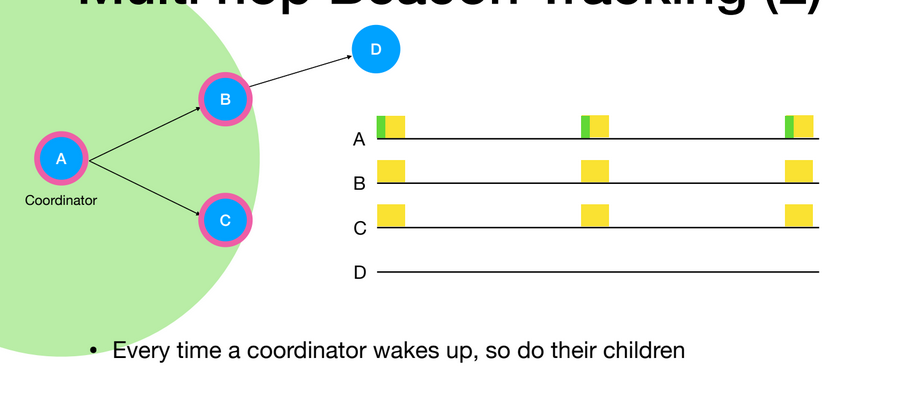 Multi-hop Beacon Tracking (2)
D
B
A
Coordinator
C
A
B
C
D
• Every time a coordinator wakes up, so do their children